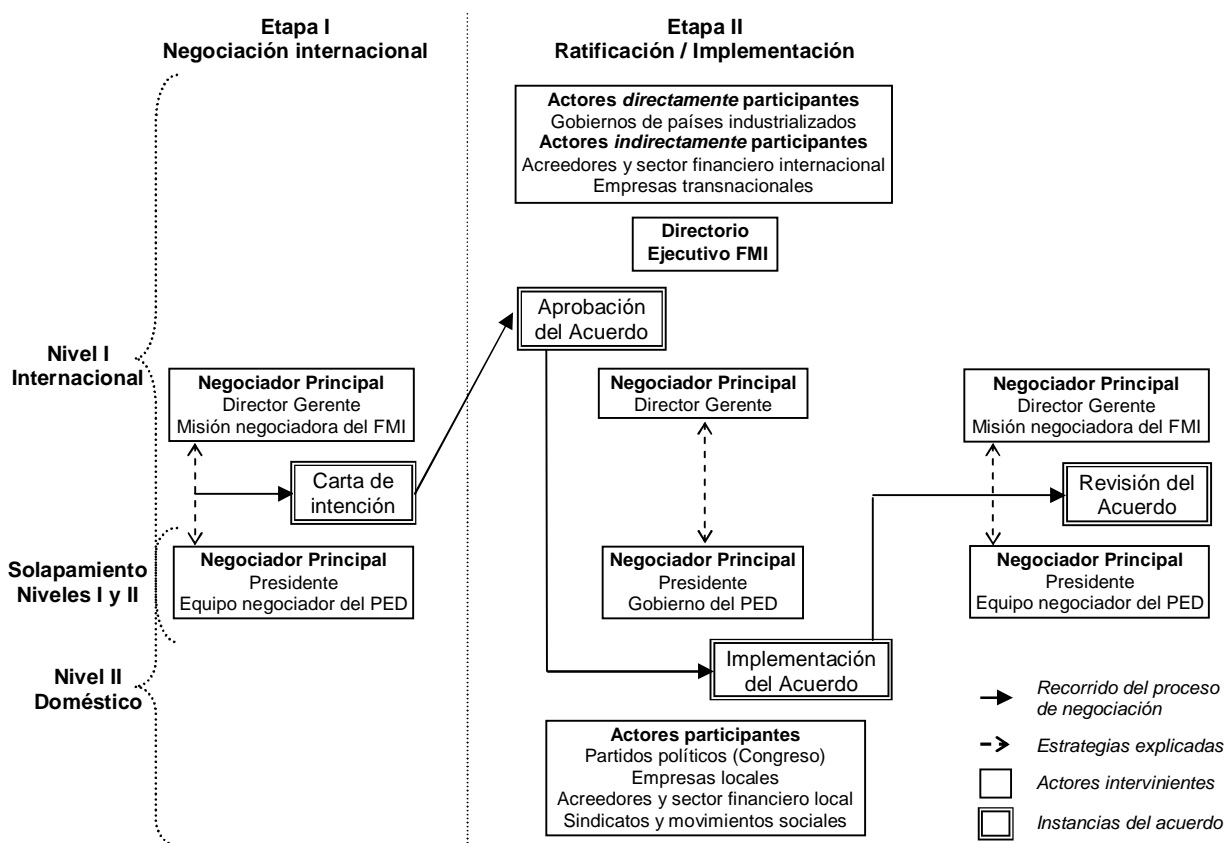 Etapa I
Negociación internacional
Etapa II
Ratificación / Implementación
Actores directamente participantes
Gobiernos de países industrializados
Actores indirectamente participantes
Acreedores y sector financiero internacional
Empresas transnacionales
Directorio
Ejecutivo FMI
Aprobación
del Acuerdo
Nivel I
Internacional
Negociador Principal
Director Gerente
Misión negociadora del FMI
Negociador Principal
Director Gerente
Negociador Principal
Director Gerente
Misión negociadora del FMI
Carta de
intención
Revisión del
Acuerdo
Solapamiento
Niveles I y II
Negociador Principal
Presidente
Equipo negociador del PED
Negociador Principal
Presidente
Gobierno del PED
Negociador Principal
Presidente
Equipo negociador del PED
Nivel II
Doméstico
Implementación
del Acuerdo
Actores participantes
Partidos políticos (Congreso)
Empresas locales
Acreedores y sector financiero local
Sindicatos y movimientos sociales
Recorrido del proceso
de negociación
Estrategias explicadas
Actores intervinientes
Instancias del acuerdo